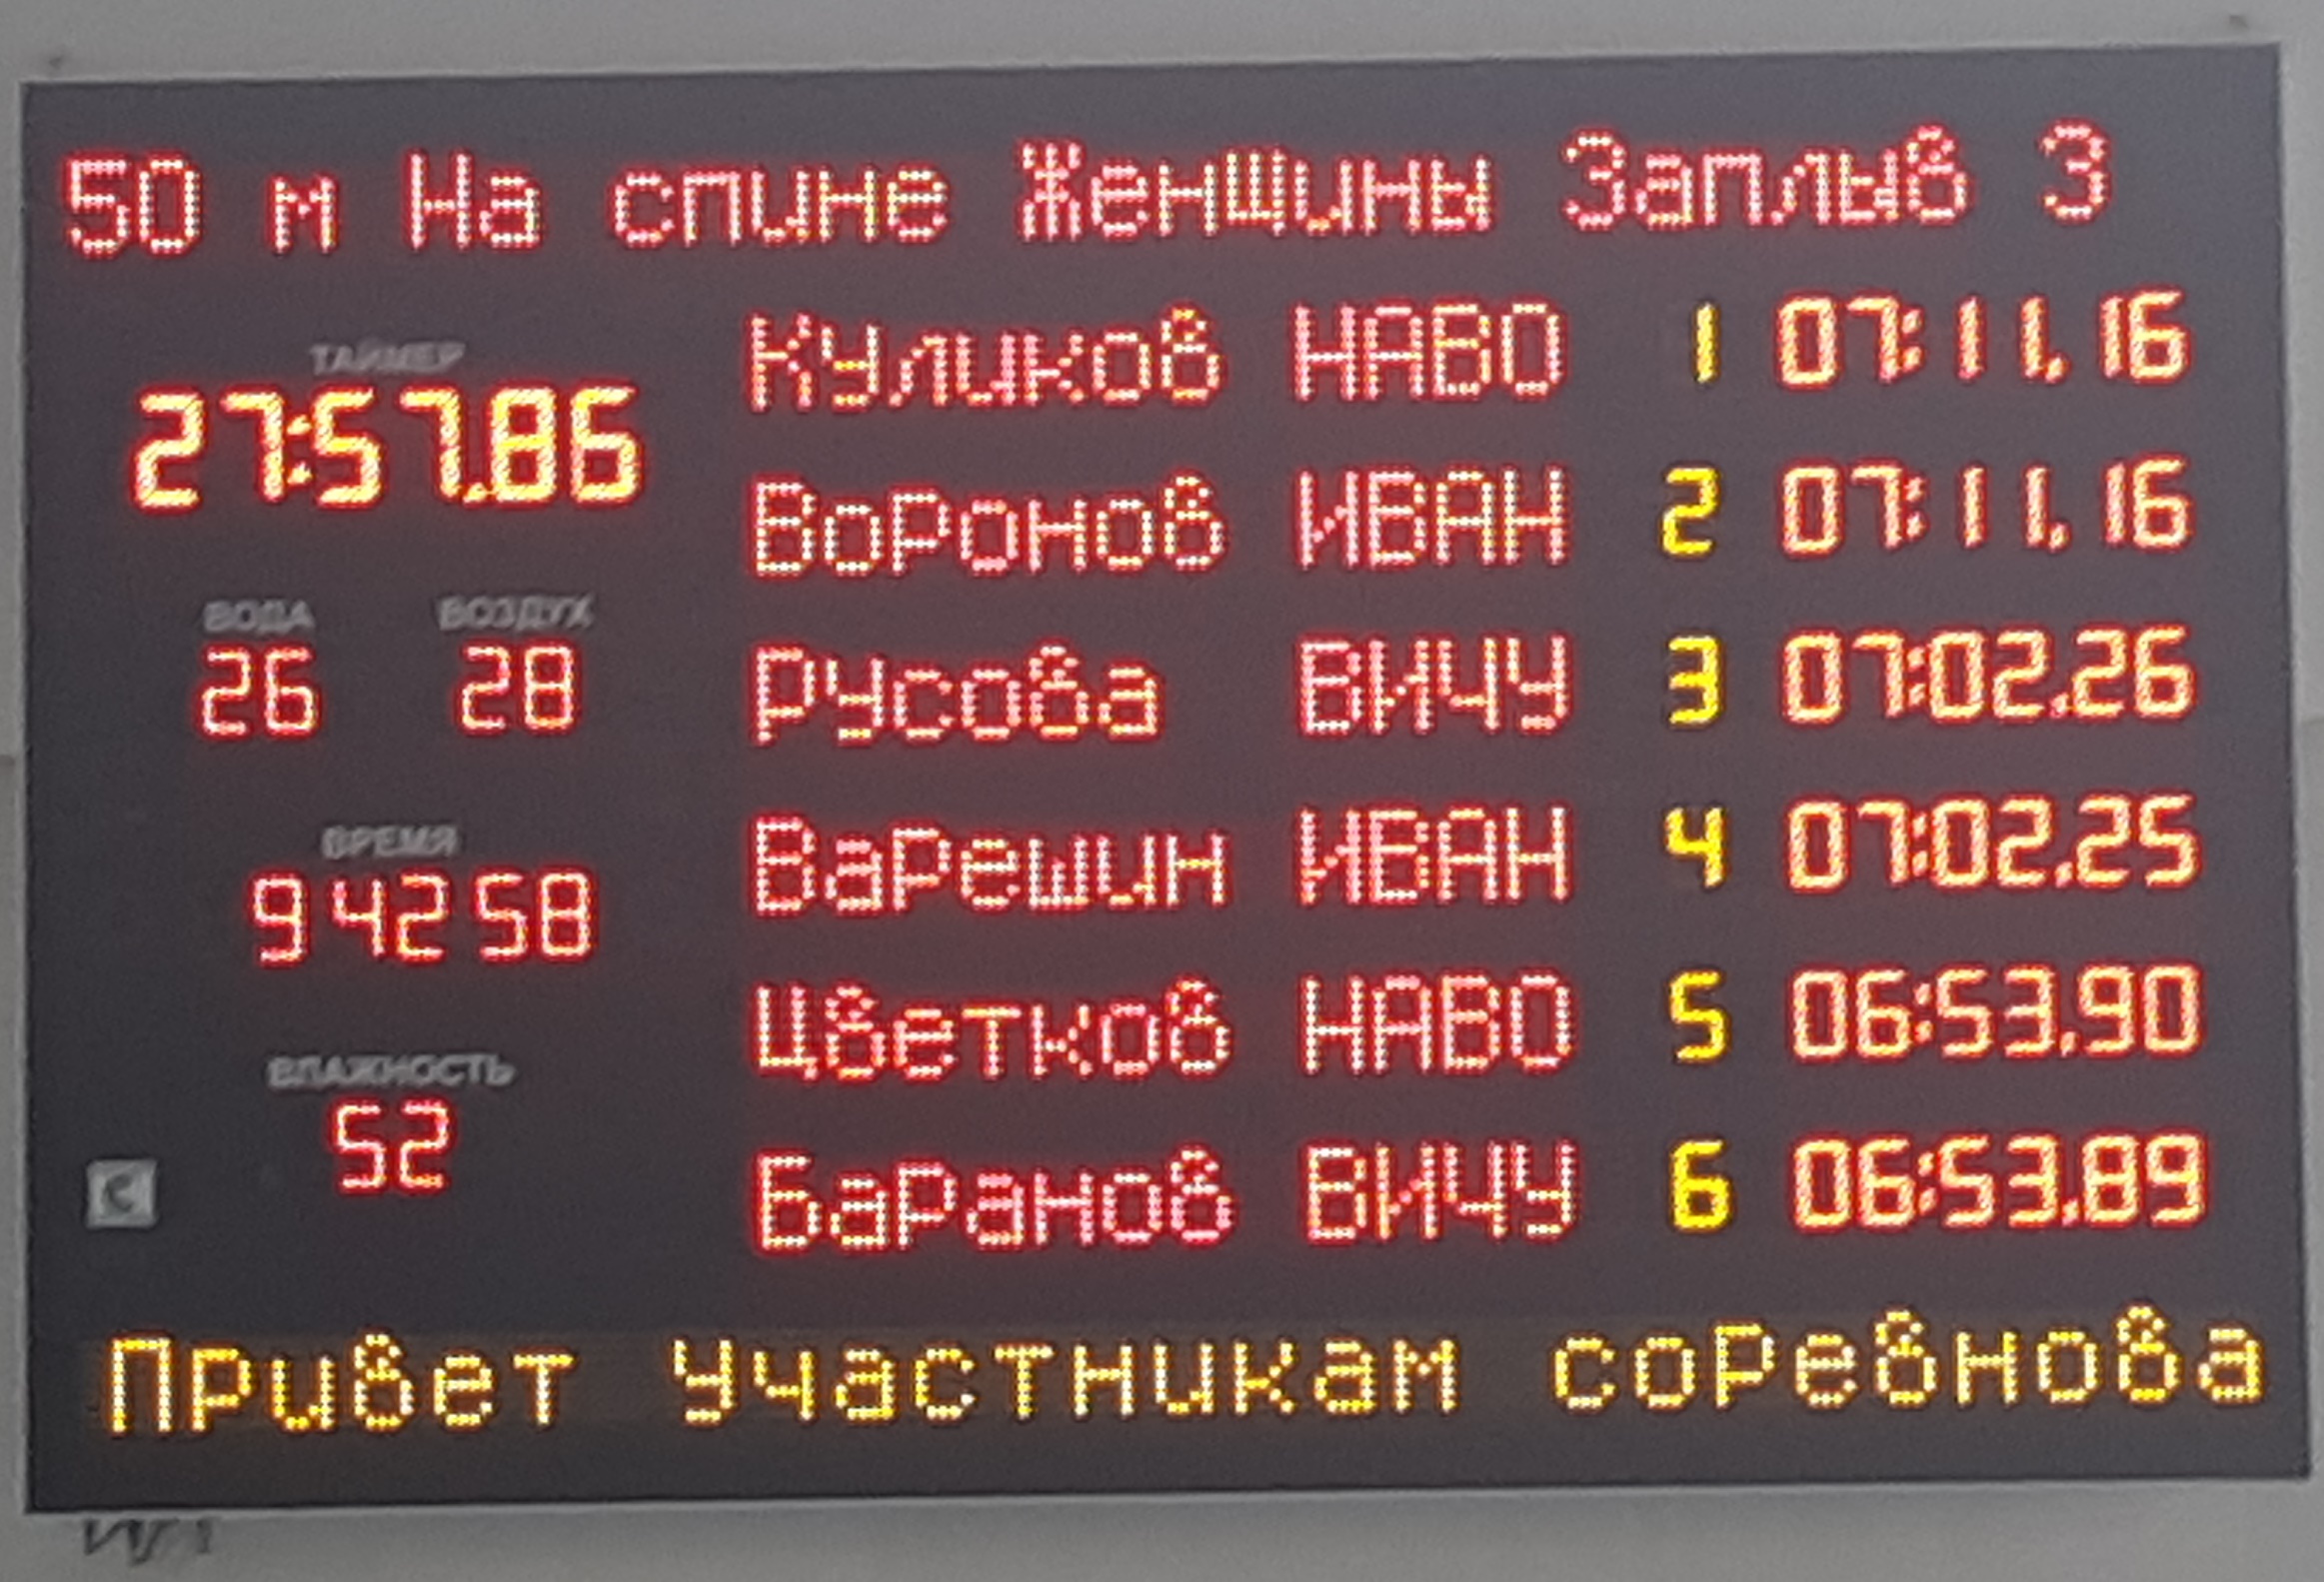 50 м На спине Женщины Заплыв 3
ТАЙМЕР
27:57.86
ВОДА ВОЗДУХ
26 28
ВРЕМЯ
9 42 58
ВЛАЖНОСТЬ
52
C
Куликов НАВО 1 07:11.16
Воронов ИВАН 2 07:11.16
Русова ВИЧУ 3 07:02.26
Варешин ИВАН 4 07:02.25
Цветков НАВО 5 06:53.90
Баранов ВИЧУ 6 06:53.89
Привет участникам соревнова